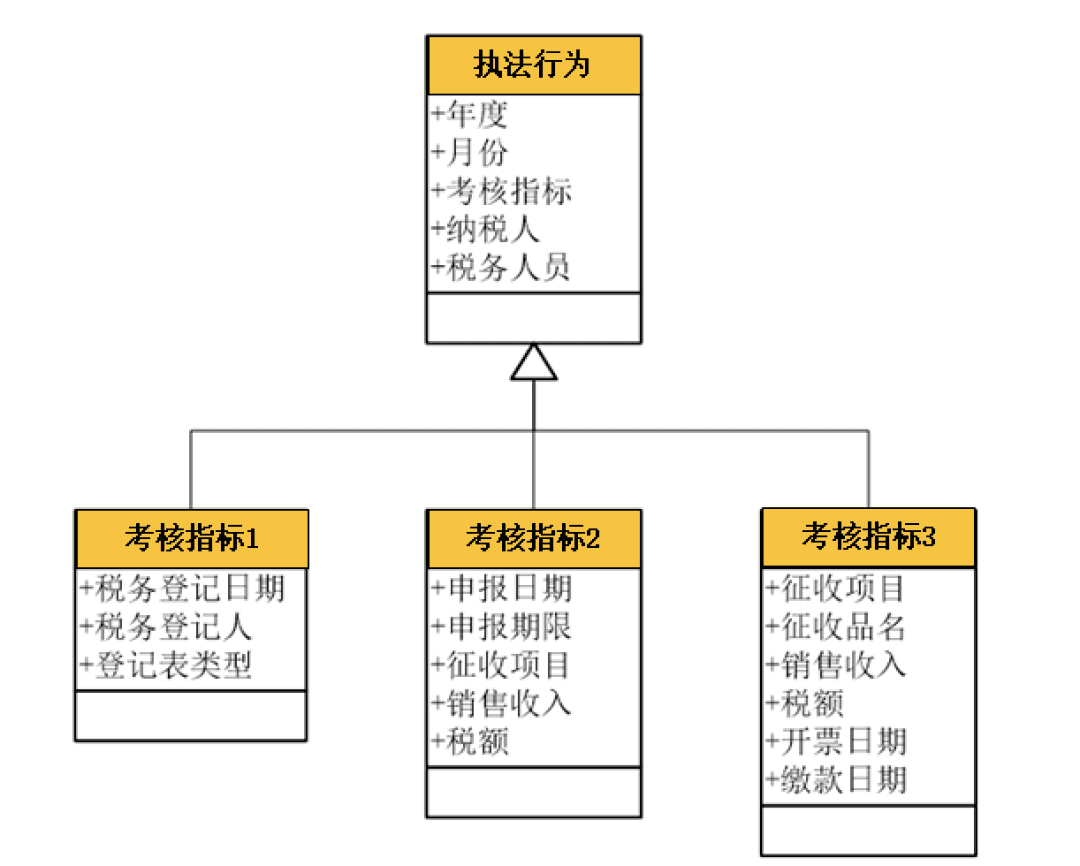 执法行为
+年度
+月份
+考核指标
+纳税人
+税务人员
考核指标1
+税务登记日期
+税务登记人
+登记表类型
考核指标2
+申报日期
+申报期限
+征收项目
+销售收入
+税额
考核指标3
+征收项目
+征收品名
+销售收入
+税额
+开票日期
+缴款日期